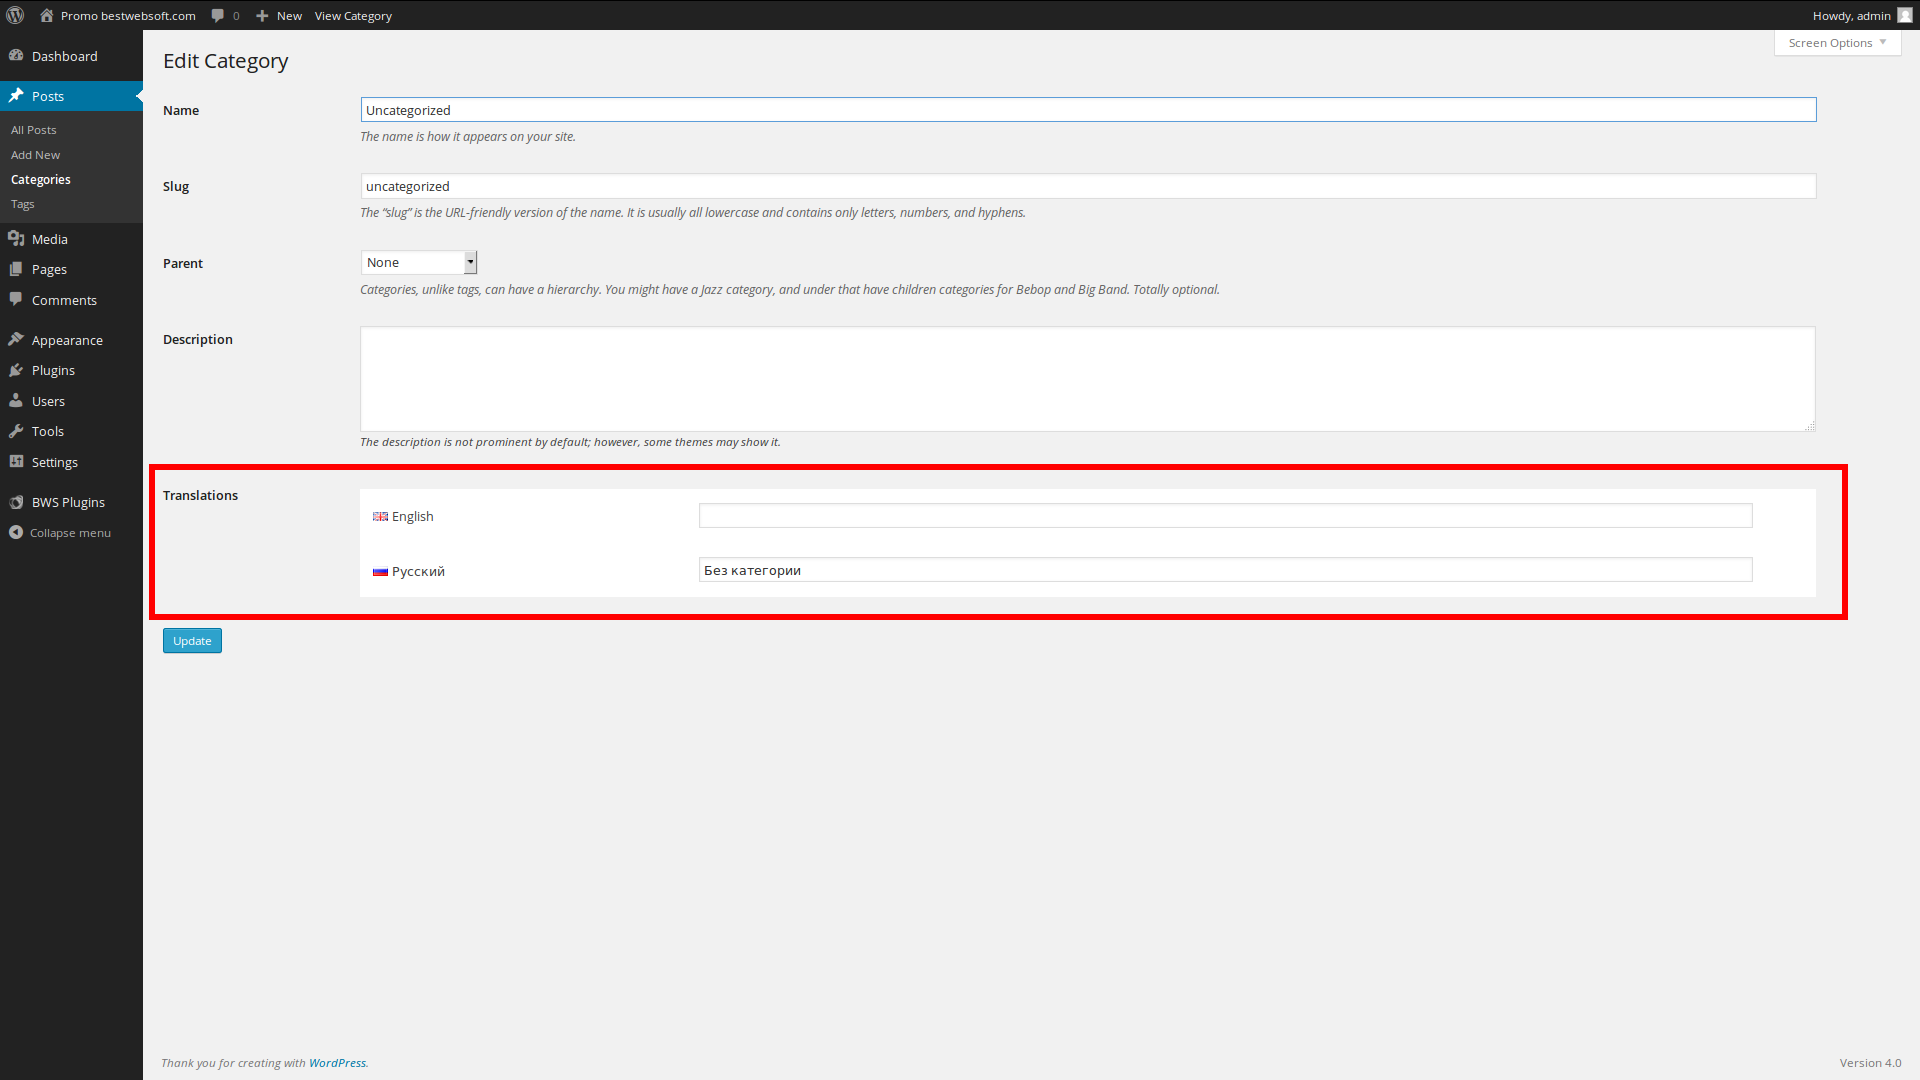 Promo bestwebsoft.com 0 New View Category Howdy, admin
Screen Options
Dashboard
Posts
All Posts
Add New
Categories
Tags
Media
Pages
Comments
Appearance
Plugins
Users
Tools
Settings
BWS Plugins
Collapse menu
Edit Category
Name Uncategorized
The name is how it appears on your site.
Slug uncategorized
The “slug” is the URL-friendly version of the name. It is usually all lowercase and contains only letters, numbers, and hyphens.
Parent None
Categories, unlike tags, can have a hierarchy. You might have a Jazz category, and under that have children categories for Bebop and Big Band. Totally optional.
Description
The description is not prominent by default; however, some themes may show it.
Translations
English
Русский Без категории
Update
Thank you for creating with WordPress.
Version 4.0